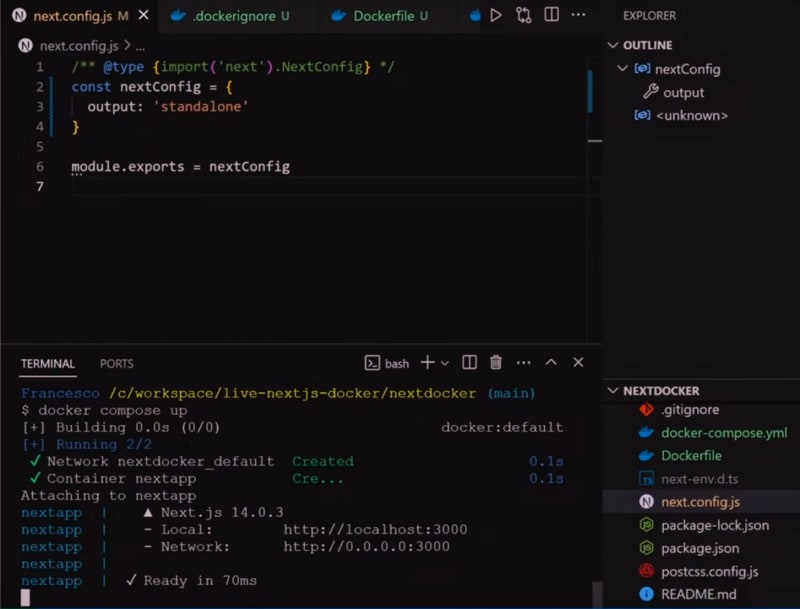 next.config.js M
.dockerignore U
Dockerfile U
next.config.js > ...
1 /** @type {import('next').NextConfig} */
2 const nextConfig = {
3 output: 'standalone'
4 }
5
6 module.exports = nextConfig
7
EXPLORER
OUTLINE
nextConfig
output
<unknown>
TERMINAL PORTS bash
Francesco /c/workspace/live-nextjs-docker/nextdocker (main)
$ docker compose up
[+] Building 0.0s (0/0) docker:default
[+] Running 2/2
✓ Network nextdocker_default Created 0.1s
✓ Container nextapp Cre... 0.1s
Attaching to nextapp
nextapp | ▲ Next.js 14.0.3
nextapp | - Local: http://localhost:3000
nextapp | - Network: http://0.0.0.0:3000
nextapp |
nextapp | ✓ Ready in 70ms
NEXTDOCKER
.gitignore
docker-compose.yml
Dockerfile
next-env.d.ts
next.config.js
package-lock.json
package.json
postcss.config.js
README.md